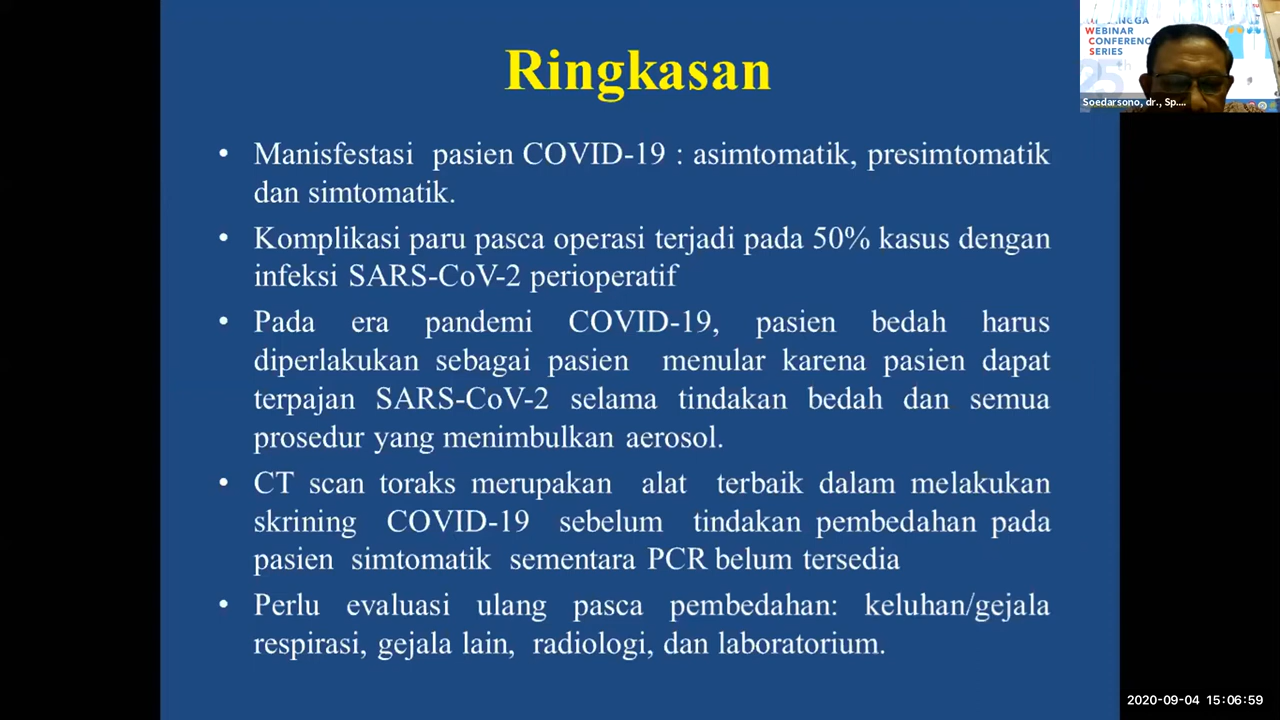 Ringkasan
WEBINAR
CONFERENCE
SERIES
25
Soedarsono, dr., Sp....
• Manisfestasi pasien COVID-19 : asimtomatik, presimtomatik
dan simtomatik.
• Komplikasi paru pasca operasi terjadi pada 50% kasus dengan
infeksi SARS-CoV-2 perioperatif
• Pada era pandemi COVID-19, pasien bedah harus
diperlakukan sebagai pasien menular karena pasien dapat
terpajan SARS-CoV-2 selama tindakan bedah dan semua
prosedur yang menimbulkan aerosol.
• CT scan toraks merupakan alat terbaik dalam melakukan
skrining COVID-19 sebelum tindakan pembedahan pada
pasien simtomatik sementara PCR belum tersedia
• Perlu evaluasi ulang pasca pembedahan: keluhan/gejala
respirasi, gejala lain, radiologi, dan laboratorium.
2020-09-04 15:06:59